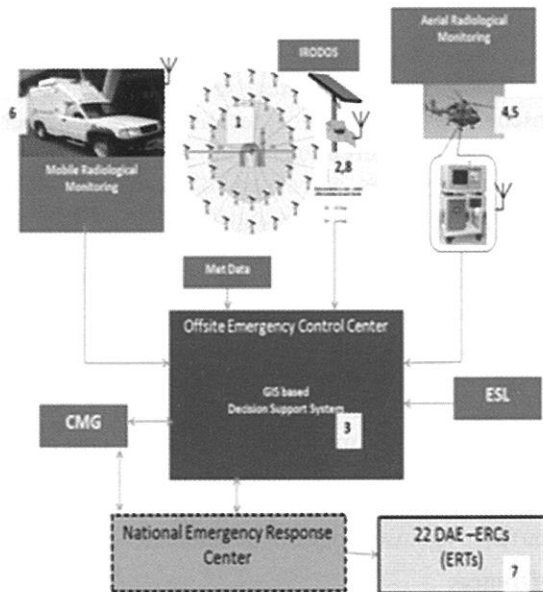 Aerial Radiological
Monitoring
IRODOS
6
1
2,8
4,5
Mobile Radiological
Monitoring
Met Data
Offsite Emergency Control Center
GIS based
Decision Support System
3
CMG
ESL
National Emergency Response
Center
22 DAE –ERCs
(ERTs)
7